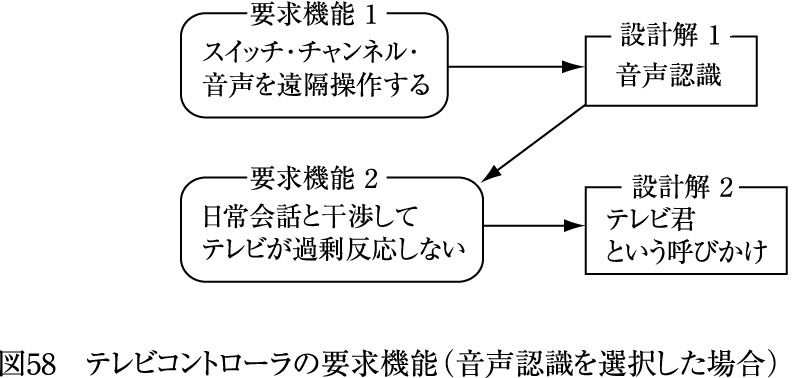 要求機能 1
スイッチ・チャンネル・
音声を遠隔操作する
設計解 1
音声認識
要求機能 2
日常会話と干渉して
テレビが過剰反応しない
設計解 2
テレビ君
という呼びかけ
図58　テレビコントローラの要求機能（音声認識を選択した場合）